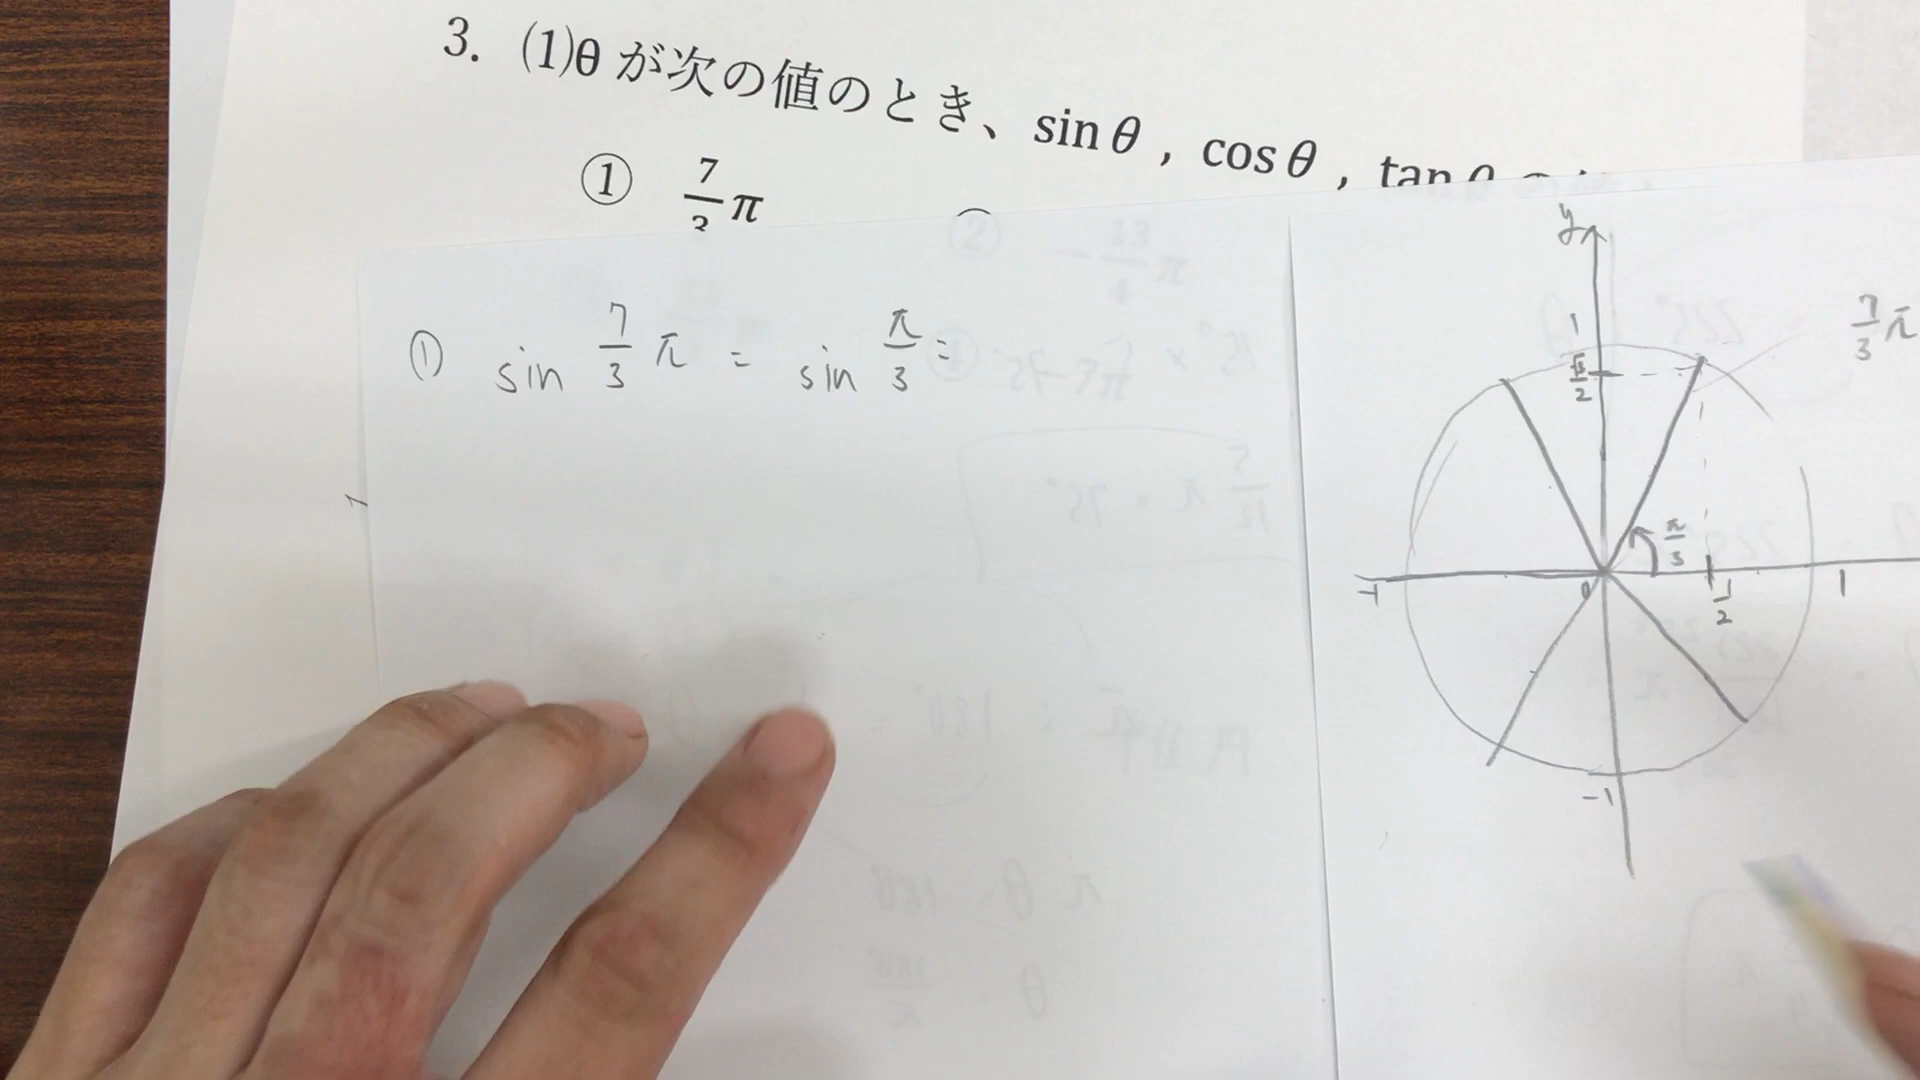 3. (1)θ が次の値のとき、sin θ , cos θ , tan θ
① 7/3 π
① sin 7/3 π = sin π/3 =
y
1
√3/2
7/3 π
π/3
-1
0
1/2
1
-1